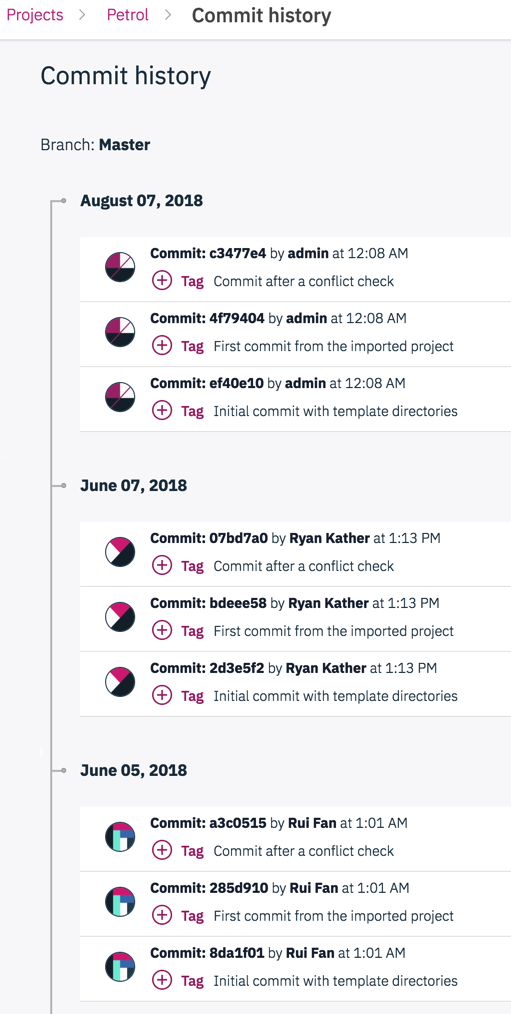 Projects > Petrol > Commit history
Commit history
Branch: Master
August 07, 2018
Commit: c3477e4 by admin at 12:08 AM
Tag Commit after a conflict check
Commit: 4f79404 by admin at 12:08 AM
Tag First commit from the imported project
Commit: ef40e10 by admin at 12:08 AM
Tag Initial commit with template directories
June 07, 2018
Commit: 07bd7a0 by Ryan Kather at 1:13 PM
Tag Commit after a conflict check
Commit: bdeee58 by Ryan Kather at 1:13 PM
Tag First commit from the imported project
Commit: 2d3e5f2 by Ryan Kather at 1:13 PM
Tag Initial commit with template directories
June 05, 2018
Commit: a3c0515 by Rui Fan at 1:01 AM
Tag Commit after a conflict check
Commit: 285d910 by Rui Fan at 1:01 AM
Tag First commit from the imported project
Commit: 8da1f01 by Rui Fan at 1:01 AM
Tag Initial commit with template directories